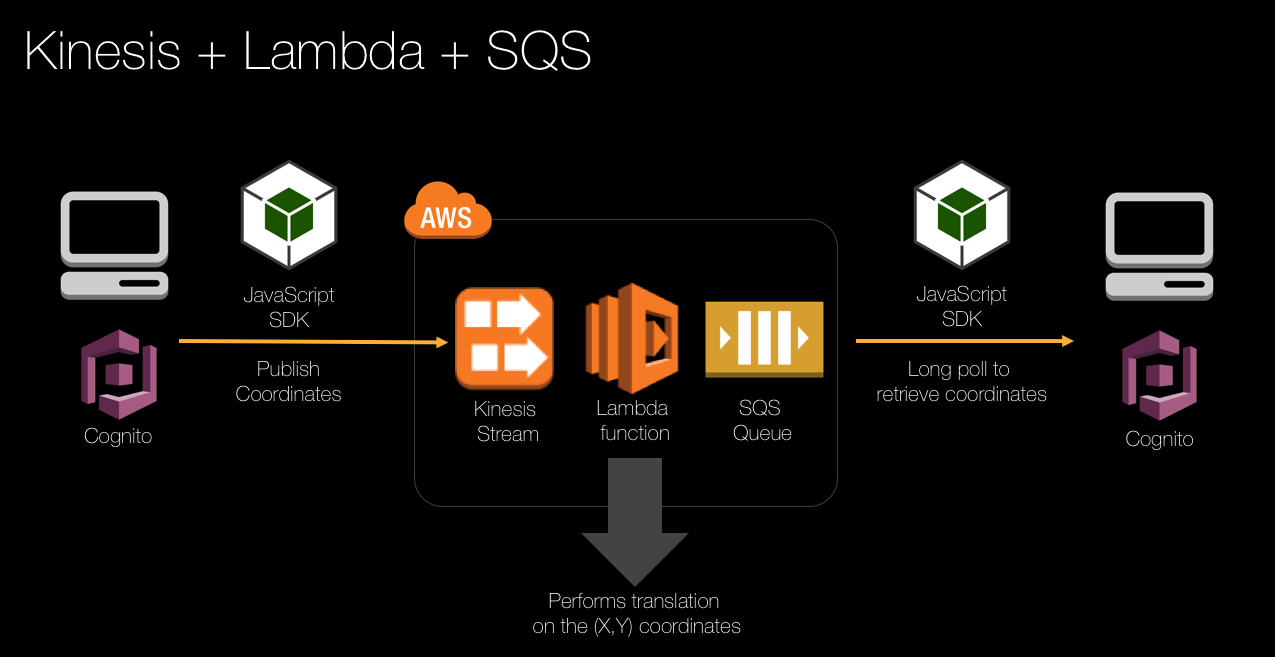 Kinesis + Lambda + SQS
AWS
JavaScript
SDK
Publish
Coordinates
Cognito
Kinesis
Stream
Lambda
function
SQS
Queue
JavaScript
SDK
Long poll to
retrieve coordinates
Cognito
Performs translation
on the (X,Y) coordinates